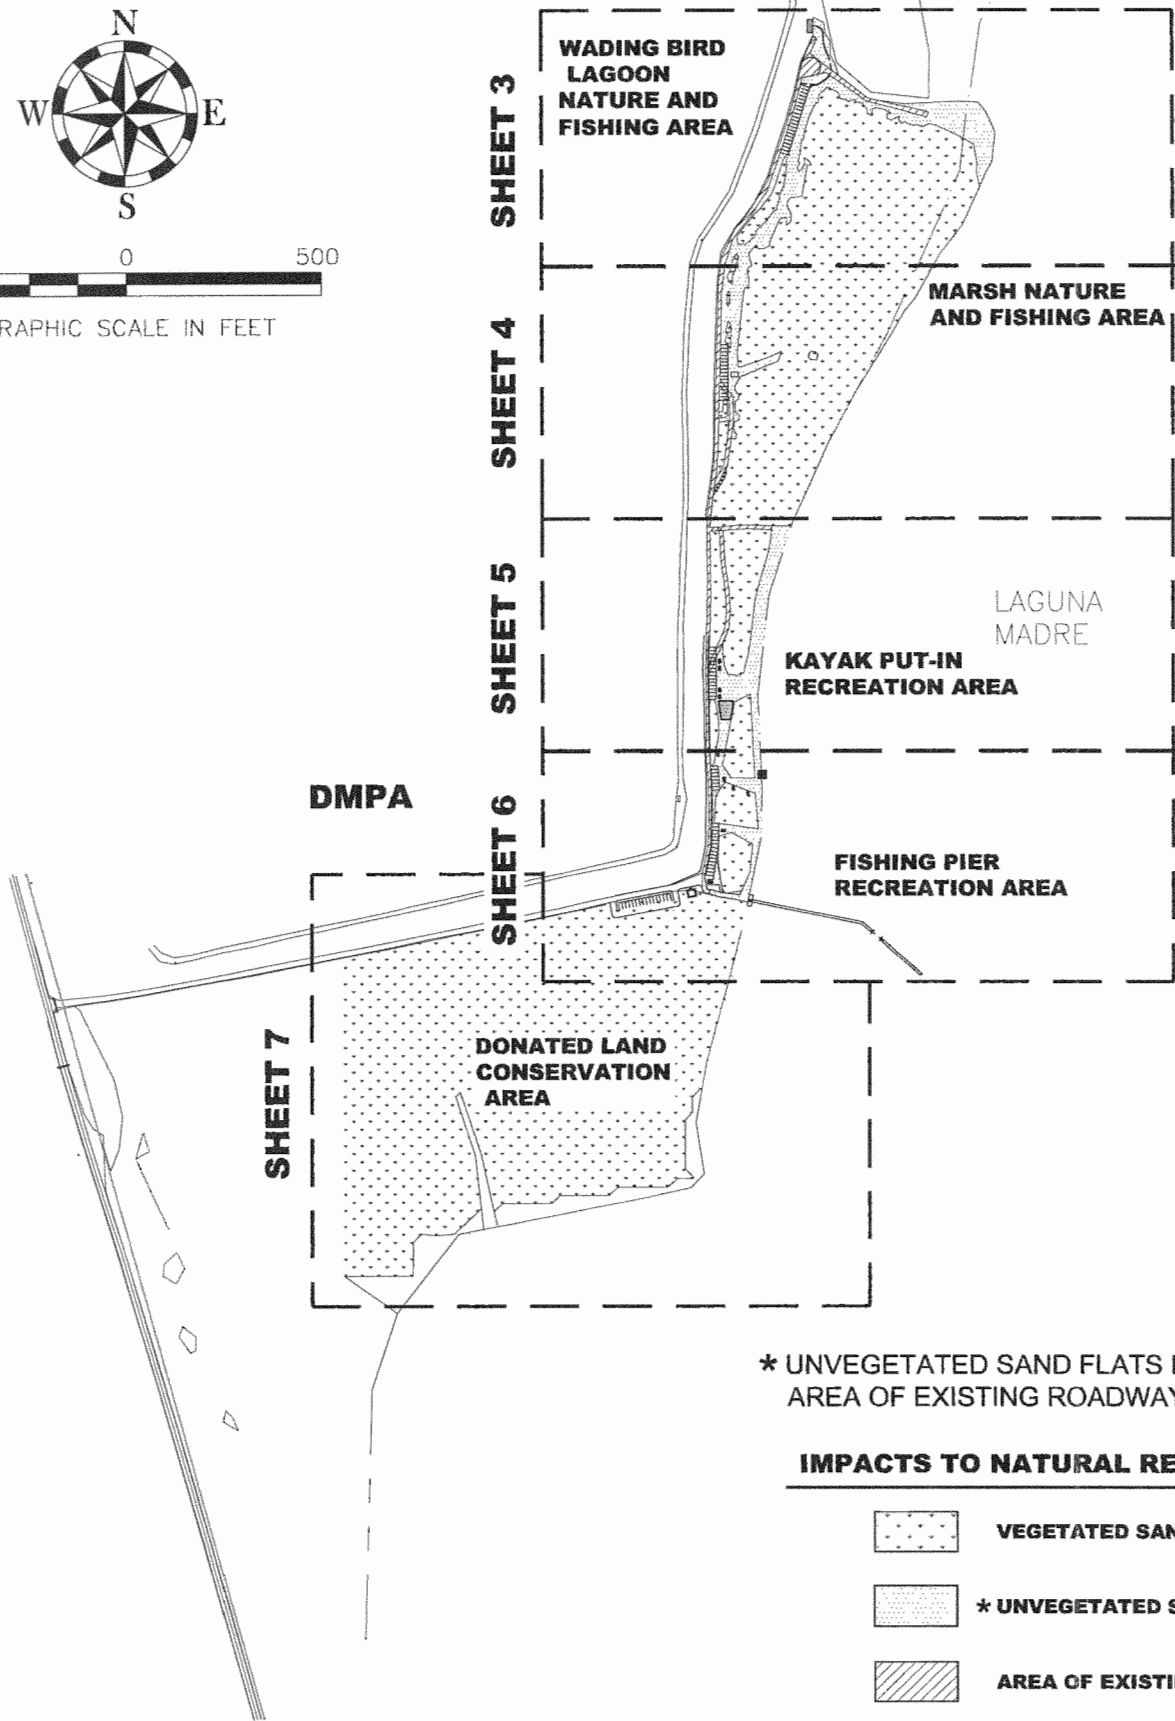 N
W E
S
0 500
RAPHIC SCALE IN FEET
SHEET 3
WADING BIRD
LAGOON
NATURE AND
FISHING AREA
SHEET 4
MARSH NATURE
AND FISHING AREA
SHEET 5
LAGUNA
MADRE
KAYAK PUT-IN
RECREATION AREA
DMPA
SHEET 6
FISHING PIER
RECREATION AREA
SHEET 7
DONATED LAND
CONSERVATION
AREA
* UNVEGETATED SAND FLATS
AREA OF EXISTING ROADWAY
IMPACTS TO NATURAL RE
VEGETATED SAN
* UNVEGETATED S
AREA OF EXISTI